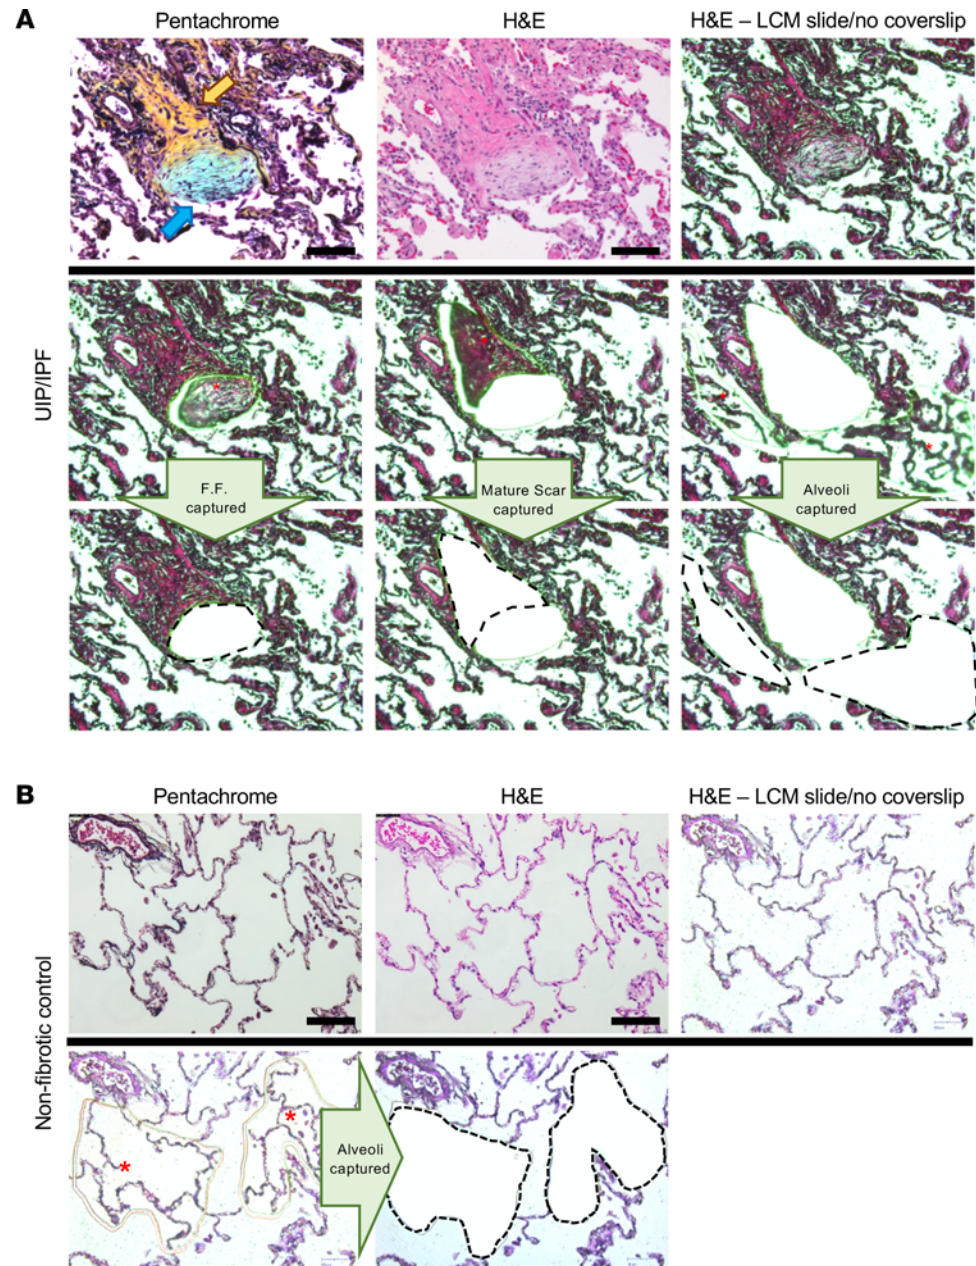 A
Pentachrome
H&E
H&E – LCM slide/no coverslip
UIP/IPF
F.F.
captured
Mature Scar
captured
Alveoli
captured
B
Pentachrome
H&E
H&E – LCM slide/no coverslip
Non-fibrotic control
*
*
Alveoli
captured